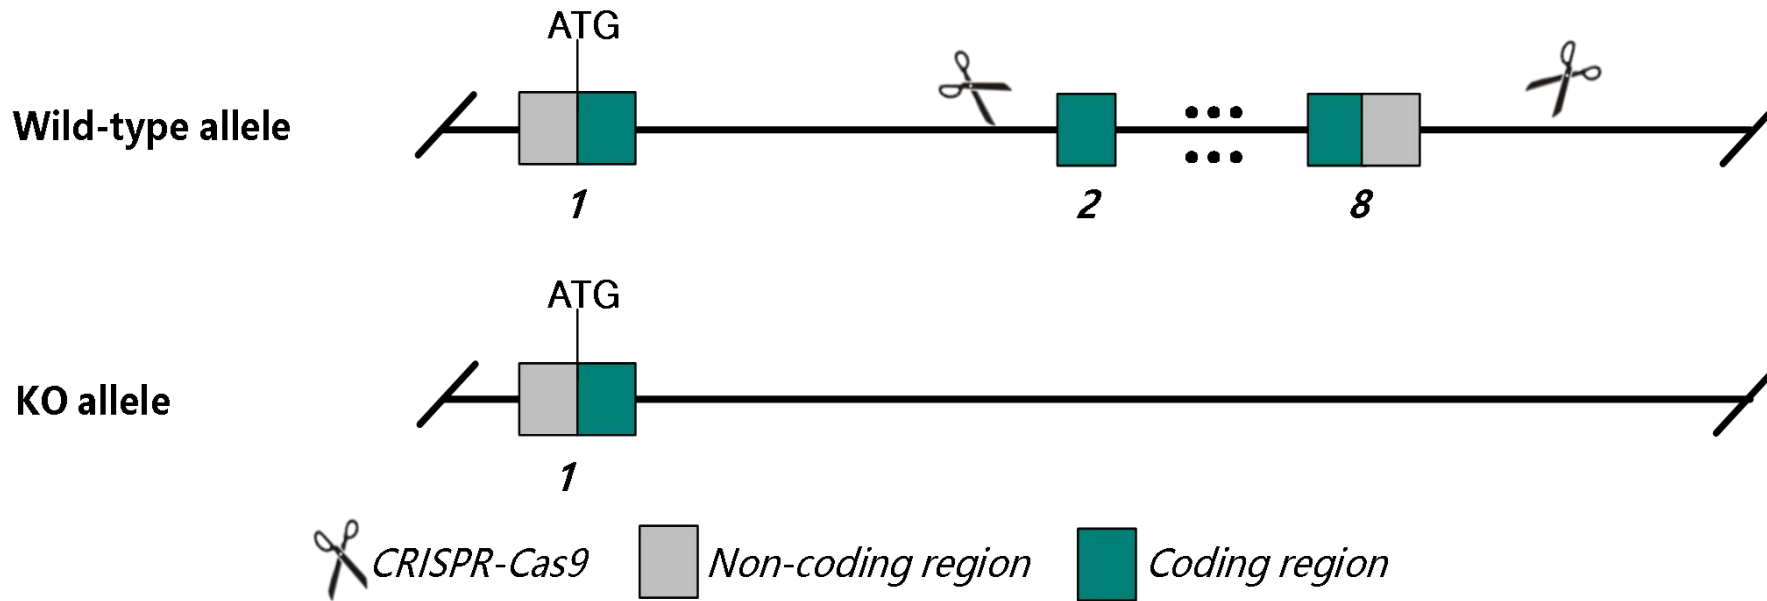 ATG
Wild-type allele
1
2
8
ATG
KO allele
1
CRISPR-Cas9
Non-coding region
Coding region